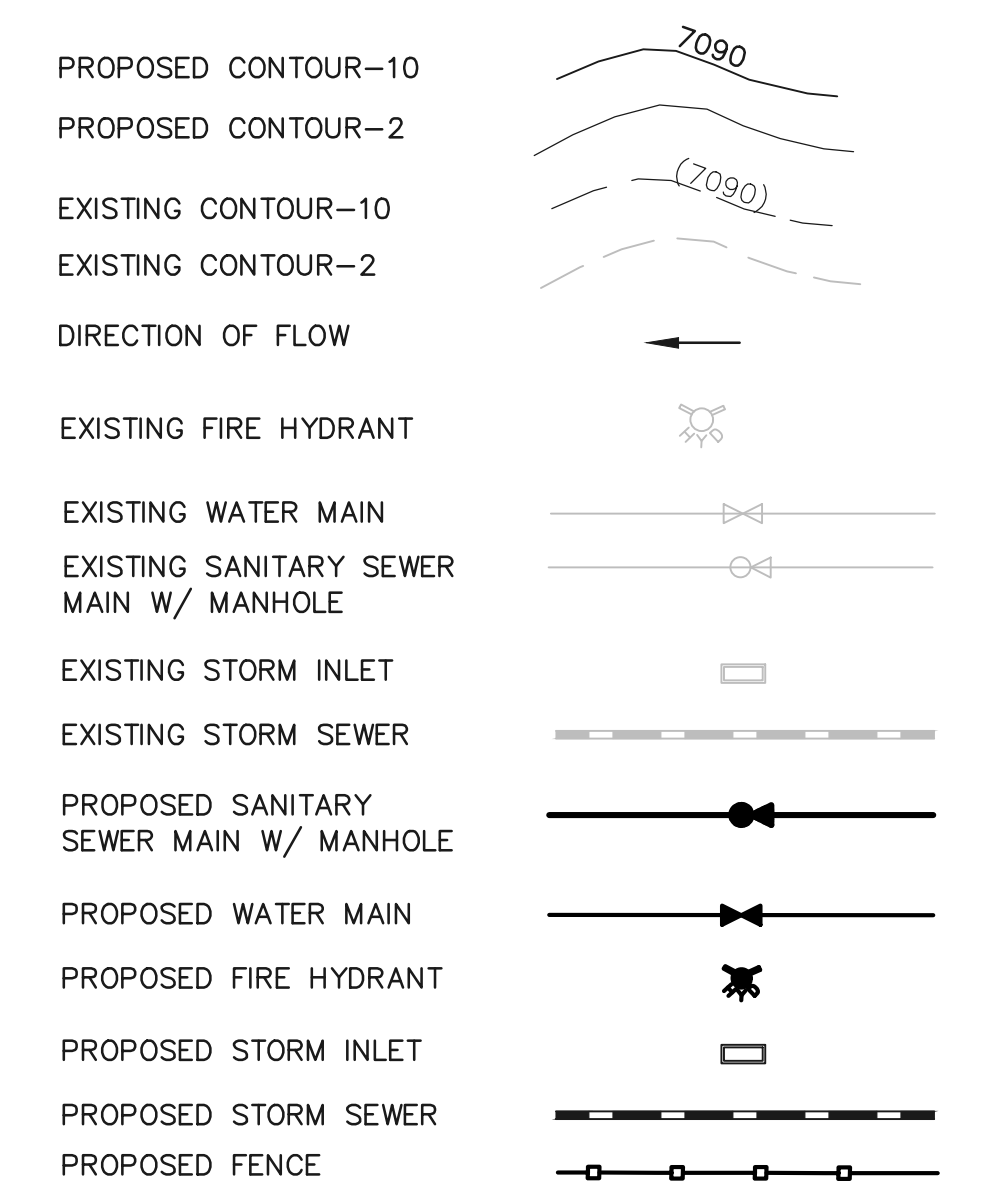 PROPOSED CONTOUR-10
7090
PROPOSED CONTOUR-2
EXISTING CONTOUR-10
(7090)
EXISTING CONTOUR-2
DIRECTION OF FLOW
EXISTING FIRE HYDRANT
HYD
EXISTING WATER MAIN
EXISTING SANITARY SEWER
MAIN W/ MANHOLE
EXISTING STORM INLET
EXISTING STORM SEWER
PROPOSED SANITARY
SEWER MAIN W/ MANHOLE
PROPOSED WATER MAIN
PROPOSED FIRE HYDRANT
HYD
PROPOSED STORM INLET
PROPOSED STORM SEWER
PROPOSED FENCE